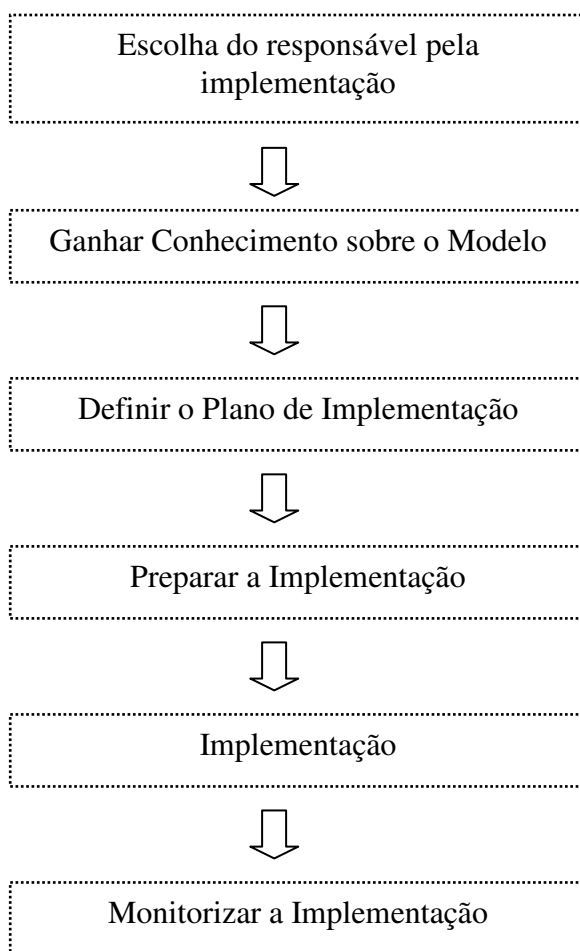 Escolha do responsável pela
implementação
Ganhar Conhecimento sobre o Modelo
Definir o Plano de Implementação
Preparar a Implementação
Implementação
Monitorizar a Implementação